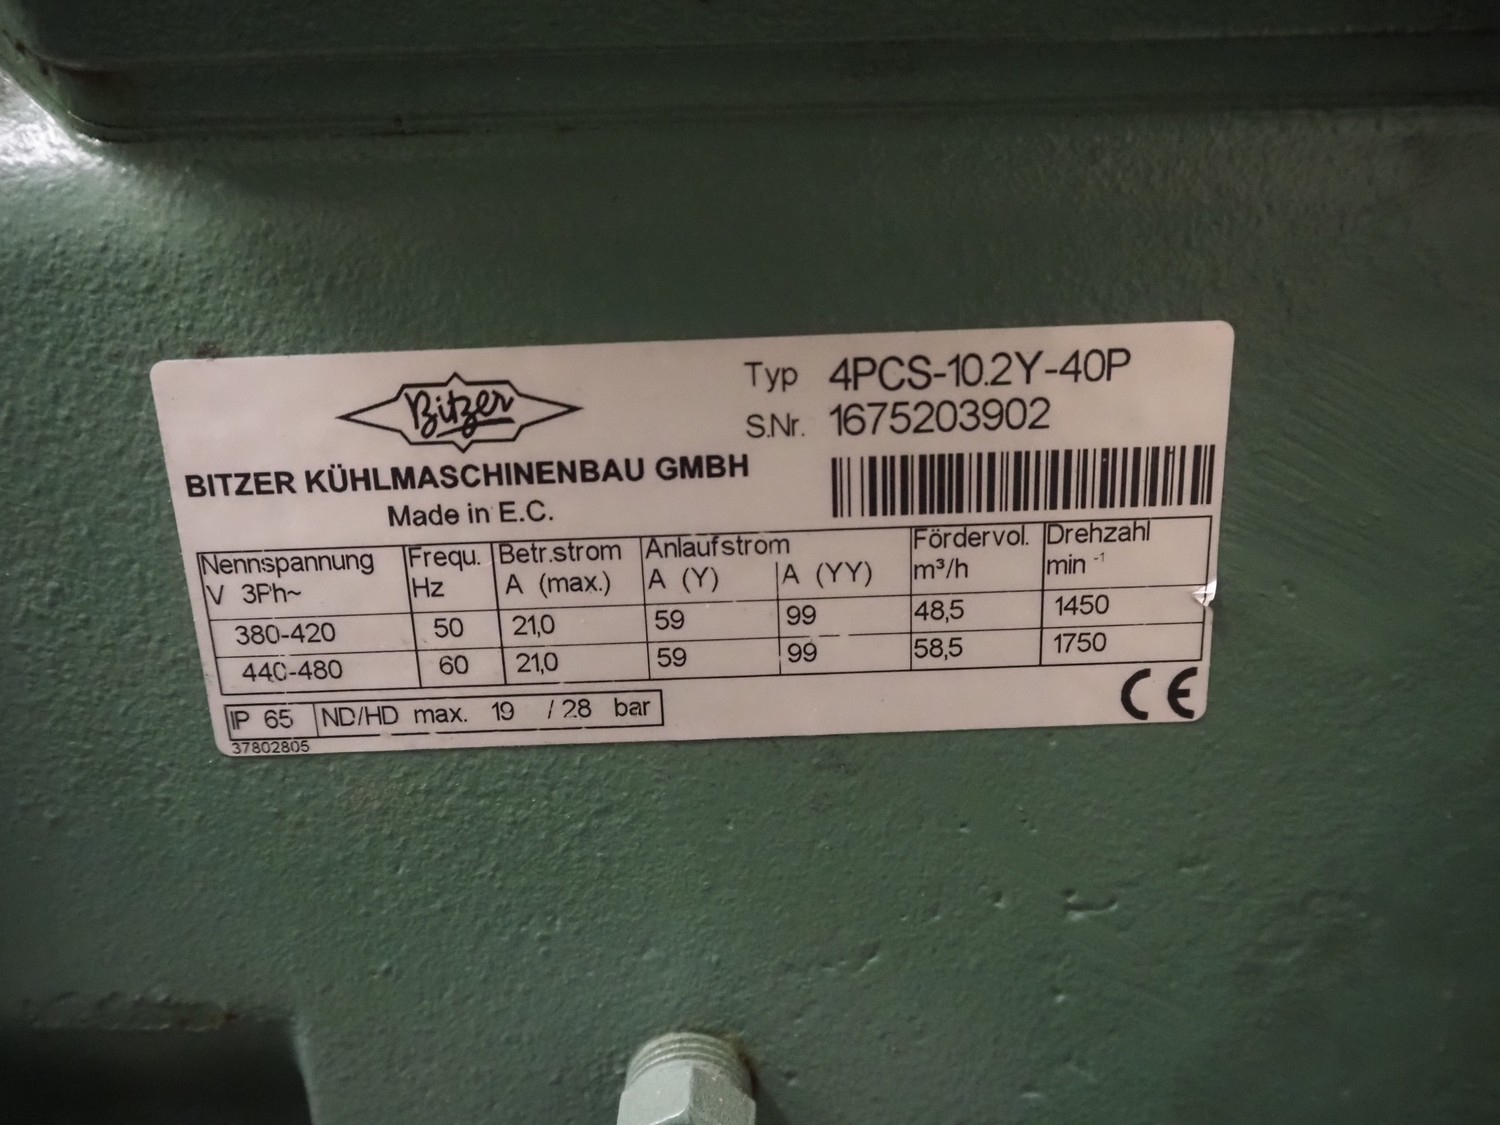 Bitzer
Typ 4PCS-10.2Y-40P
S.Nr. 1675203902
BITZER KÜHLMASCHINENBAU GMBH
Made in E.C.
Nennspannung Frequ. Betr.strom Anlaufstrom Fördervol. Drehzahl
V 3Ph~ Hz A (max.) A (Y) A (YY) m³/h min ⁻¹
380-420 50 21,0 59 99 48,5 1450
440-480 60 21,0 59 99 58,5 1750
IP 65 ND/HD max. 19 / 28 bar
37802805
CE